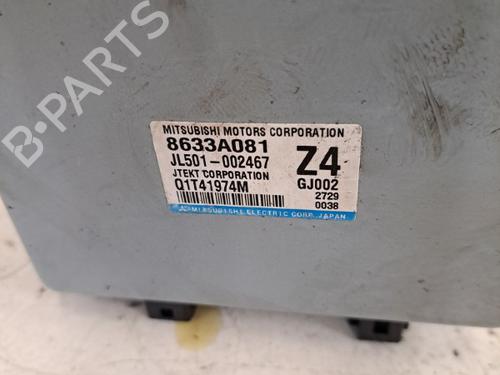 B-PARTS
MITSUBISHI MOTORS CORPORATION
8633A081
JL501-002467 Z4
JTEKT CORPORATION
Q1T41974M GJ002
2729
0038
MITSUBISHI ELECTRIC CORP. JAPAN